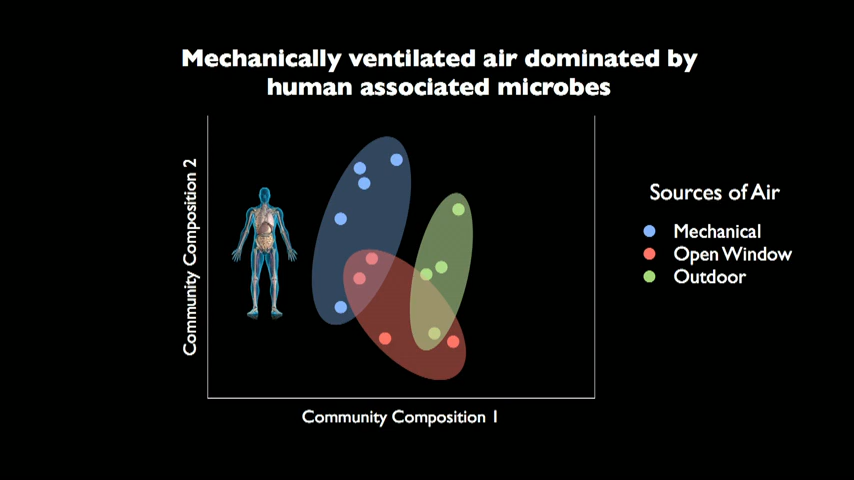 Mechanically ventilated air dominated by
human associated microbes
Community Composition 2
Sources of Air
Mechanical
Open Window
Outdoor
Community Composition 1